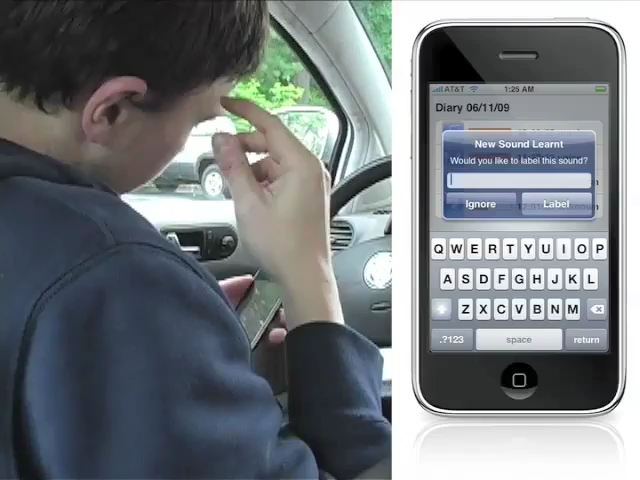 AT&T 1:25 AM
Diary 06/11/09
New Sound Learnt
Would you like to label this sound?
Ignore Label
Q W E R T Y U I O P
A S D F G H J K L
Z X C V B N M
.?123 space return